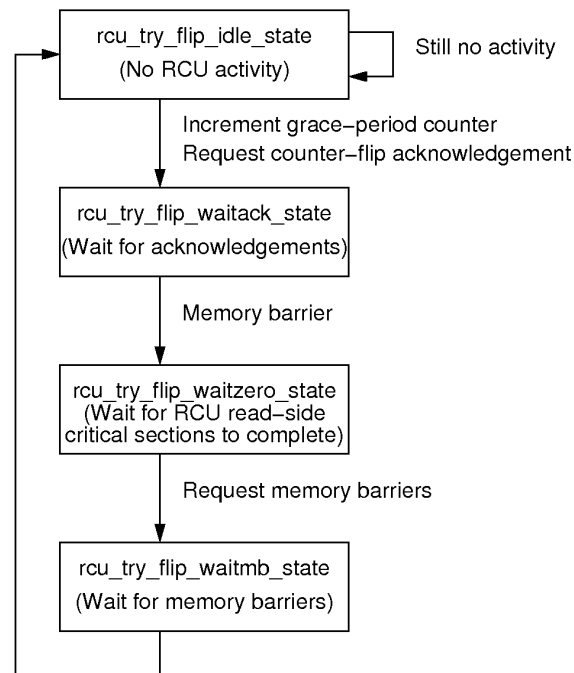 rcu_try_flip_idle_state
(No RCU activity)
Still no activity
Increment grace−period counter
Request counter−flip acknowledgement
rcu_try_flip_waitack_state
(Wait for acknowledgements)
Memory barrier
rcu_try_flip_waitzero_state
(Wait for RCU read−side
critical sections to complete)
Request memory barriers
rcu_try_flip_waitmb_state
(Wait for memory barriers)